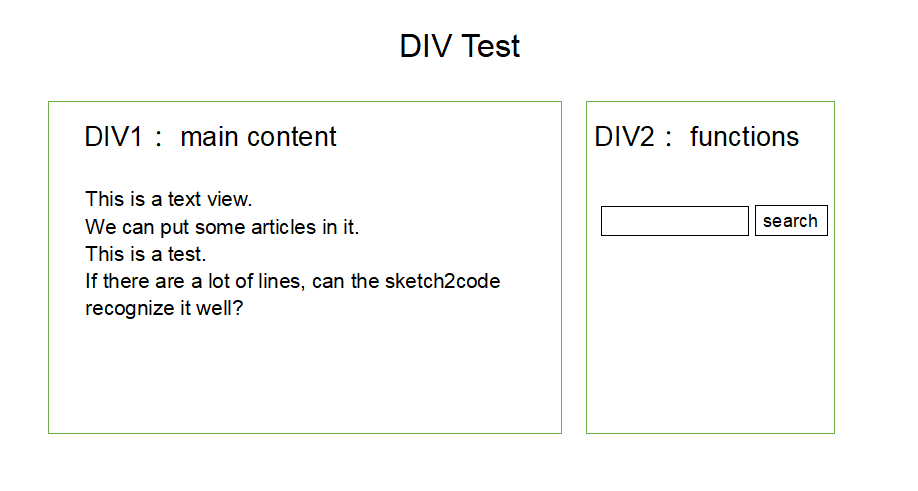 DIV Test
DIV1： main content
This is a text view.
We can put some articles in it.
This is a test.
If there are a lot of lines, can the sketch2code
recognize it well?
DIV2： functions
search